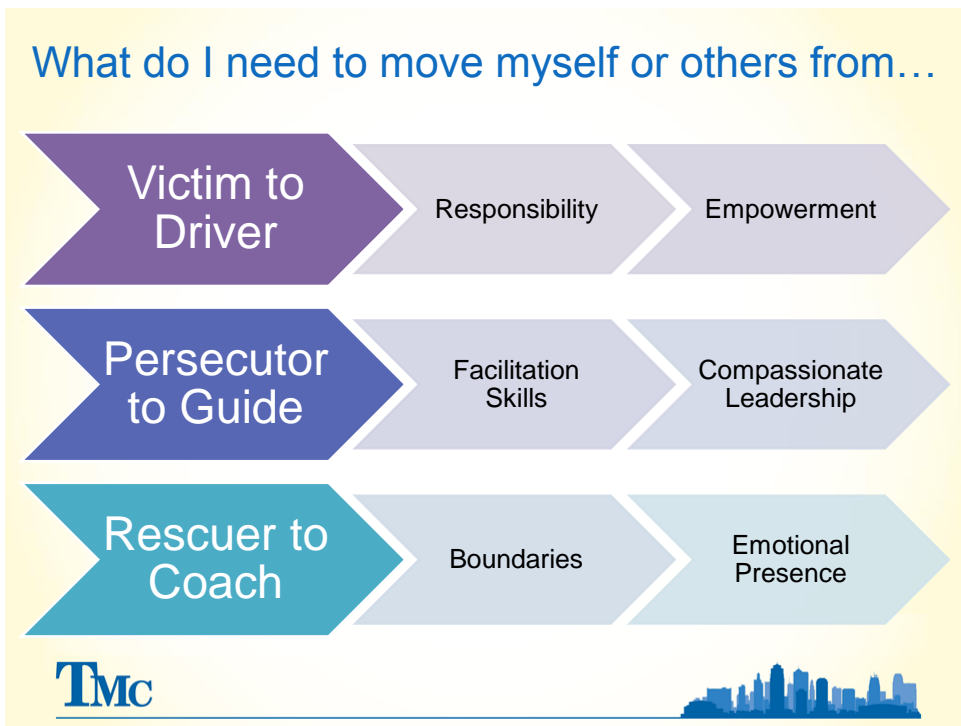 What do I need to move myself or others from…
Victim to
Driver
Responsibility
Empowerment
Persecutor
to Guide
Facilitation
Skills
Compassionate
Leadership
Rescuer to
Coach
Boundaries
Emotional
Presence
TMC